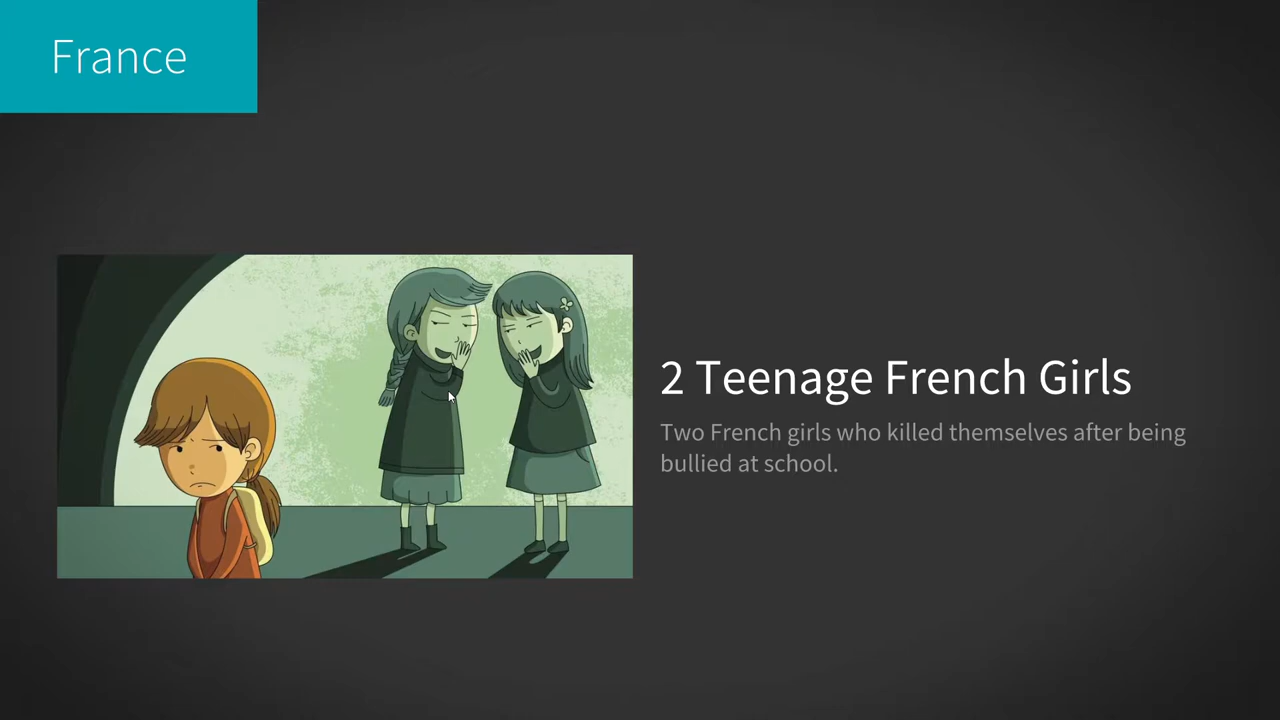 France
2 Teenage French Girls
Two French girls who killed themselves after being
bullied at school.